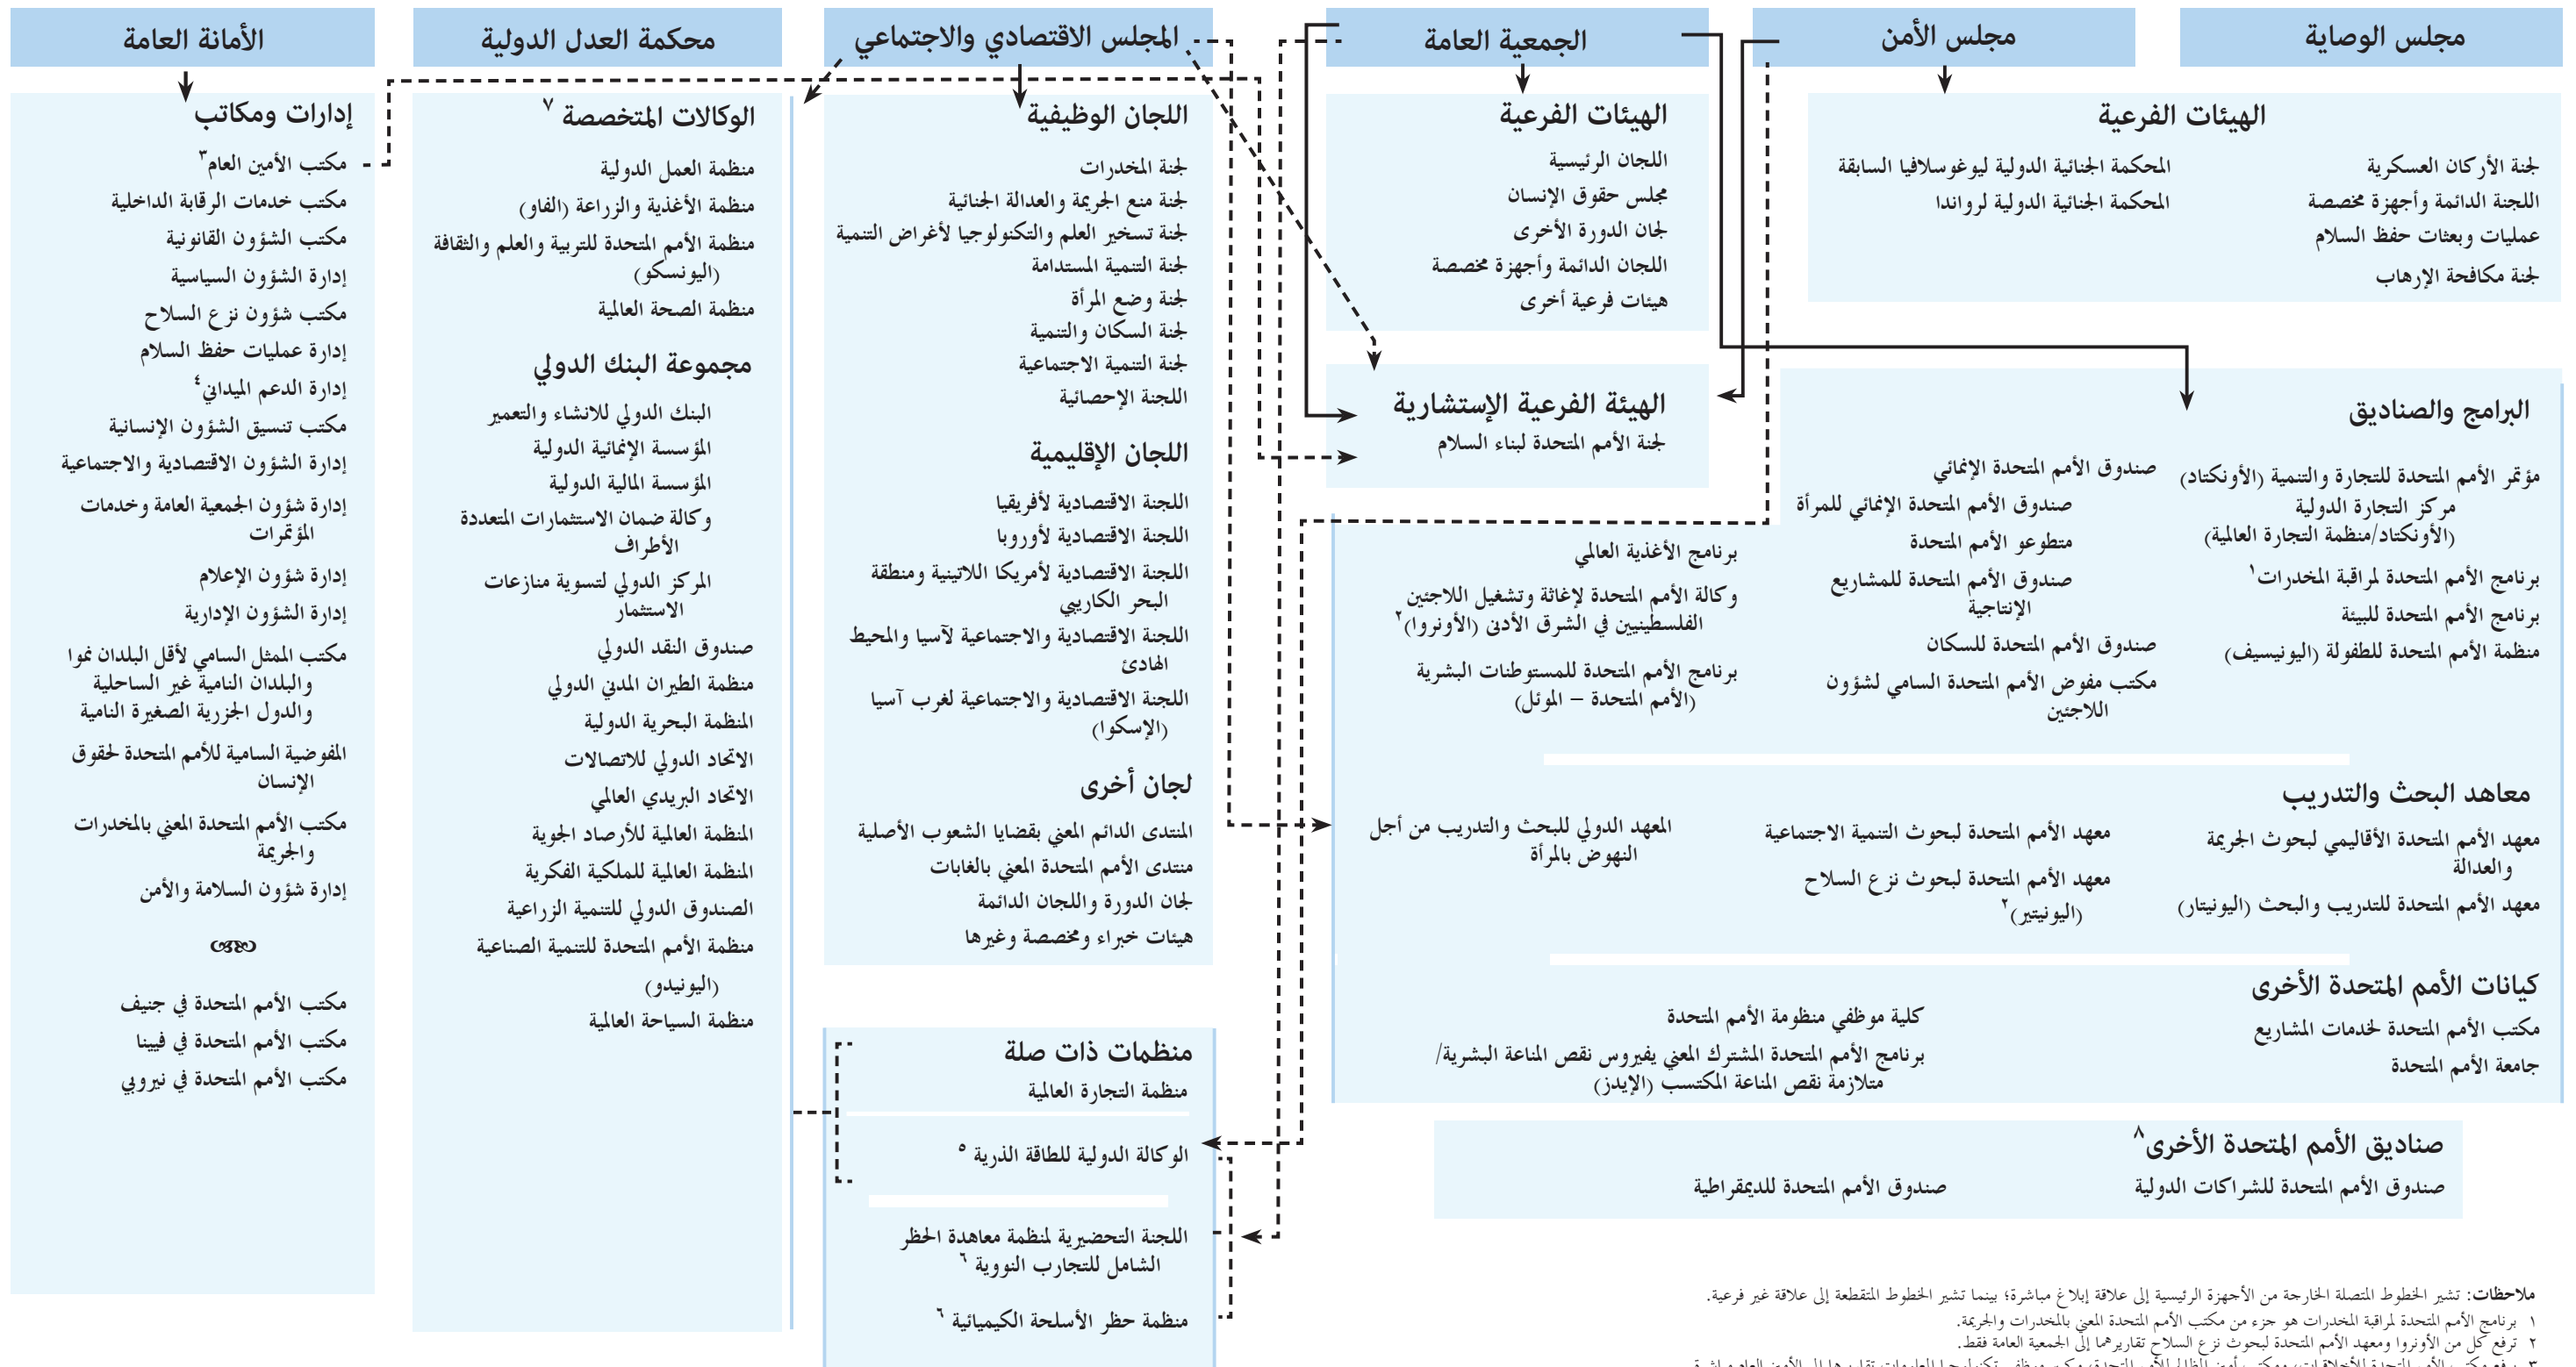 مجلس الوصاية
مجلس الأمن
الجمعية العامة
المجلس الاقتصادي والاجتماعي
محكمة العدل الدولية
الأمانة العامة
الهيئات الفرعية
لجنة الأركان العسكرية
اللجنة الدائمة وأجهزة مخصصة
عمليات وبعثات حفظ السلام
لجنة مكافحة الإرهاب
المحكمة الجنائية الدولية ليوغوسلافيا السابقة
المحكمة الجنائية الدولية لرواندا
الهيئات الفرعية
اللجان الرئيسية
مجلس حقوق الإنسان
لجان الدورة الأخرى
اللجان الدائمة وأجهزة مخصصة
هيئات فرعية أخرى
الهيئة الفرعية الإستشارية
لجنة الأمم المتحدة لبناء السلام
البرامج والصناديق
مؤتمر الأمم المتحدة للتجارة والتنمية (الأونكتاد)
مركز التجارة الدولية
(الأونكتاد/منظمة التجارة العالمية)
برنامج الأمم المتحدة لمراقبة المخدرات١
برنامج الأمم المتحدة للبيئة
منظمة الأمم المتحدة للطفولة (اليونيسيف)
صندوق الأمم المتحدة الإنمائي
صندوق الأمم المتحدة الإنمائي للمرأة
متطوعو الأمم المتحدة
صندوق الأمم المتحدة للمشاريع
الإنتاجية
صندوق الأمم المتحدة للسكان
مكتب مفوض الأمم المتحدة السامي لشؤون
اللاجئين
برنامج الأغذية العالمي
وكالة الأمم المتحدة لإغاثة وتشغيل اللاجئين
الفلسطينيين في الشرق الأدنى (الأونروا)٢
برنامج الأمم المتحدة للمستوطنات البشرية
(الأمم المتحدة – الموئل)
معاهد البحث والتدريب
معهد الأمم المتحدة الأقاليمي لبحوث الجريمة
والعدالة
معهد الأمم المتحدة للتدريب والبحث (اليونيتار)
معهد الأمم المتحدة لبحوث التنمية الاجتماعية
معهد الأمم المتحدة لبحوث نزع السلاح
(اليونيتير)٢
المعهد الدولي للبحث والتدريب من أجل
النهوض بالمرأة
كيانات الأمم المتحدة الأخرى
مكتب الأمم المتحدة لخدمات المشاريع
جامعة الأمم المتحدة
كلية موظفي منظومة الأمم المتحدة
برنامج الأمم المتحدة المشترك المعني يفيروس نقص المناعة البشرية/
متلازمة نقص المناعة المكتسب (الإيدز)
صناديق الأمم المتحدة الأخرى٨
صندوق الأمم المتحدة للشراكات الدولية
صندوق الأمم المتحدة للديمقراطية
اللجان الوظيفية
لجنة المخدرات
لجنة منع الجريمة والعدالة الجنائية
لجنة تسخير العلم والتكنولوجيا لأغراض التنمية
لجنة التنمية المستدامة
لجنة وضع المرأة
لجنة السكان والتنمية
لجنة التنمية الاجتماعية
اللجنة الإحصائية
اللجان الإقليمية
اللجنة الاقتصادية لأفريقيا
اللجنة الاقتصادية لأوروبا
اللجنة الاقتصادية لأمريكا اللاتينية ومنطقة
البحر الكاريبي
اللجنة الاقتصادية والاجتماعية لآسيا والمحيط
الهادئ
اللجنة الاقتصادية والاجتماعية لغرب آسيا
(الإسكوا)
لجان أخرى
المنتدى الدائم المعني بقضايا الشعوب الأصلية
منتدى الأمم المتحدة المعني بالغابات
لجان الدورة واللجان الدائمة
هيئات خبراء ومخصصة وغيرها
منظمات ذات صلة
منظمة التجارة العالمية
الوكالة الدولية للطاقة الذرية ٥
اللجنة التحضيرية لمنظمة معاهدة الحظر
الشامل للتجارب النووية ٦
منظمة حظر الأسلحة الكيميائية ٦
الوكالات المتخصصة ٧
منظمة العمل الدولية
منظمة الأغذية والزراعة (الفاو)
منظمة الأمم المتحدة للتربية والعلم والثقافة
(اليونسكو)
منظمة الصحة العالمية
مجموعة البنك الدولي
البنك الدولي للانشاء والتعمير
المؤسسة الإنمائية الدولية
المؤسسة المالية الدولية
وكالة ضمان الاستثمارات المتعددة
الأطراف
المركز الدولي لتسوية منازعات
الاستثمار
صندوق النقد الدولي
منظمة الطيران المدني الدولي
المنظمة البحرية الدولية
الاتحاد الدولي للاتصالات
الاتحاد البريدي العالمي
المنظمة العالمية للأرصاد الجوية
المنظمة العالمية للملكية الفكرية
الصندوق الدولي للتنمية الزراعية
منظمة الأمم المتحدة للتنمية الصناعية
(اليونيدو)
منظمة السياحة العالمية
إدارات ومكاتب
مكتب الأمين العام٣
مكتب خدمات الرقابة الداخلية
مكتب الشؤون القانونية
إدارة الشؤون السياسية
مكتب شؤون نزع السلاح
إدارة عمليات حفظ السلام
إدارة الدعم الميداني٤
مكتب تنسيق الشؤون الإنسانية
إدارة الشؤون الاقتصادية والاجتماعية
إدارة شؤون الجمعية العامة وخدمات
المؤتمرات
إدارة شؤون الإعلام
إدارة الشؤون الإدارية
مكتب الممثل السامي لأقل البلدان نموا
والبلدان النامية غير الساحلية
والدول الجزرية الصغيرة النامية
المفوضية السامية للأمم المتحدة لحقوق
الإنسان
مكتب الأمم المتحدة المعني بالمخدرات
والجريمة
إدارة شؤون السلامة والأمن
مكتب الأمم المتحدة في جنيف
مكتب الأمم المتحدة في فيينا
مكتب الأمم المتحدة في نيروبي
ملاحظات: تشير الخطوط المتصلة الخارجة من الأجهزة الرئيسية إلى علاقة إبلاغ مباشرة؛ بينما تشير الخطوط المتقطعة إلى علاقة غير فرعية.
١ برنامج الأمم المتحدة لمراقبة المخدرات هو جزء من مكتب الأمم المتحدة المعني بالمخدرات والجريمة.
٢ ترفع كل من الأونروا ومعهد الأمم المتحدة لبحوث نزع السلاح تقاريرهما إلى الجمعية العامة فقط.